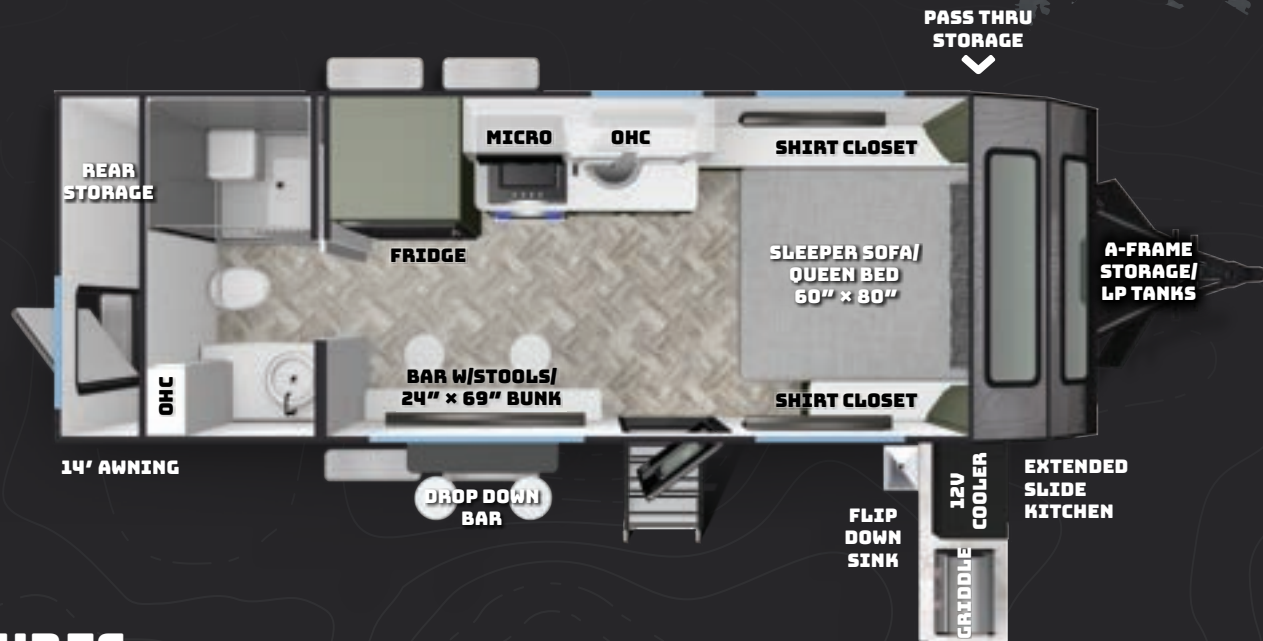 PASS THRU
STORAGE
MICRO
OHC
SHIRT CLOSET
REAR
STORAGE
FRIDGE
SLEEPER SOFA/
QUEEN BED
60" × 80"
A-FRAME
STORAGE/
LP TANKS
OHC
BAR W/STOOLS/
24" × 69" BUNK
SHIRT CLOSET
14' AWNING
DROP DOWN
BAR
12V
COOLER
EXTENDED
SLIDE
KITCHEN
FLIP
DOWN
SINK
GRIDDLE